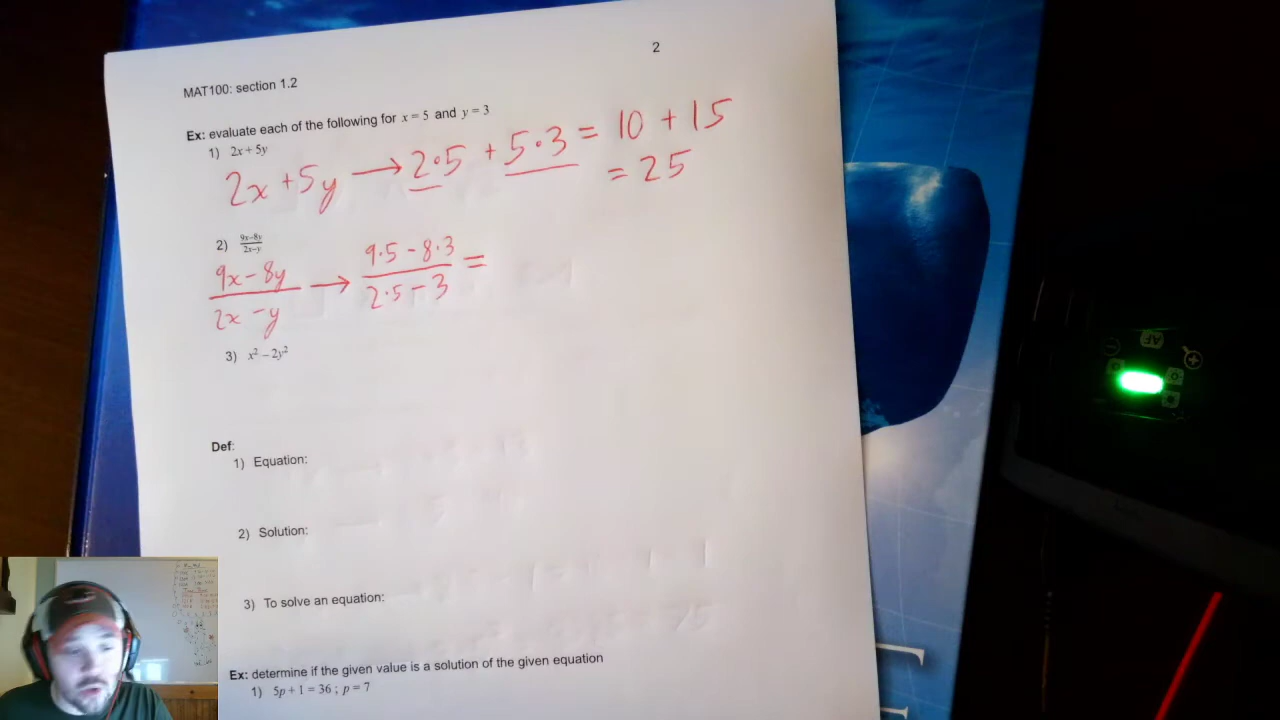 2
MAT100: section 1.2
Ex: evaluate each of the following for x = 5 and y = 3
1) 2x + 5y
2x + 5y → 2·5 + 5·3 = 10 + 15
= 25
2) 9x−8y / 2x−y
9x − 8y / 2x − y → 9·5 − 8·3 / 2·5 − 3 =
3) x² − 2y²
Def:
1) Equation:
2) Solution:
3) To solve an equation:
Ex: determine if the given value is a solution of the given equation
1) 5p + 1 = 36 ; p = 7
AF